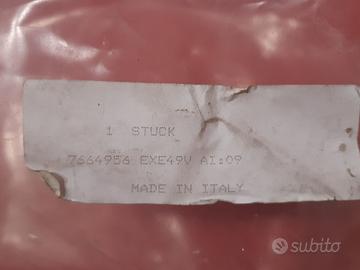 1 STUCK
7664956 EXE49V AI:09
MADE IN ITALY
subito